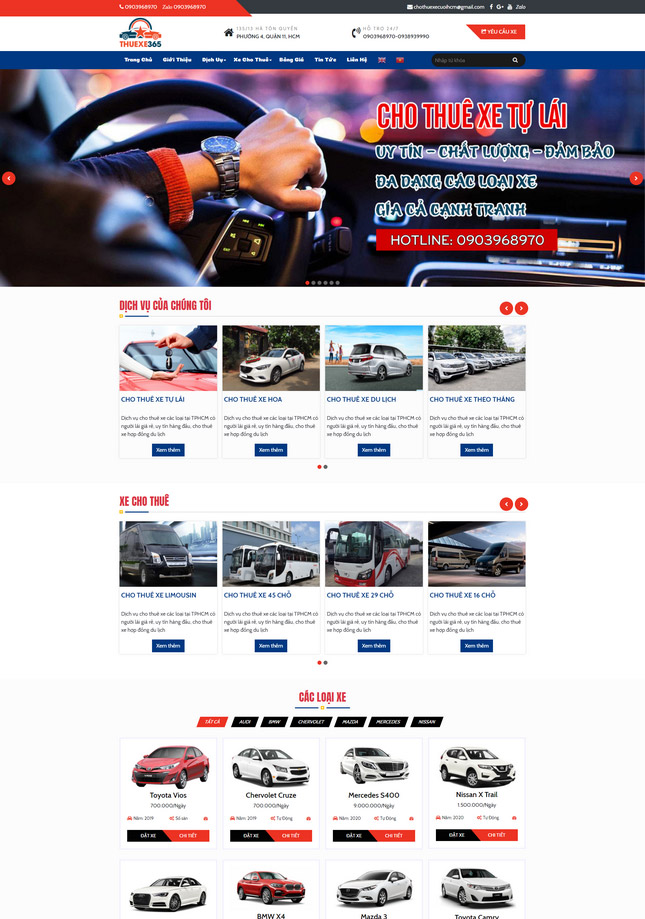 0903968970 Zalo 0903968970
chothuexecuoihcm@gmail.com Zalo
THUEXE365
133/13 HÀ TÔN QUYỀN
PHƯỜNG 4, QUẬN 11, HCM
HỖ TRỢ 24/7
0903968970-0938939990
YÊU CẦU XE
Trang Chủ Giới Thiệu Dịch Vụ Xe Cho Thuê Bảng Giá Tin Tức Liên Hệ
Nhập từ khóa
CHO THUÊ XE TỰ LÁI
UY TÍN - CHẤT LƯỢNG - ĐẢM BẢO
ĐA DẠNG CÁC LOẠI XE
GIA CẢ CẠNH TRANH
HOTLINE: 0903968970
DỊCH VỤ CỦA CHÚNG TÔI
CHO THUÊ XE TỰ LÁI
Dịch vụ cho thuê xe các loại tại TPHCM có
người lái giá rẻ, uy tín hàng đầu, cho thuê
xe hợp đồng du lịch
Xem thêm
CHO THUÊ XE HOA
Dịch vụ cho thuê xe các loại tại TPHCM có
người lái giá rẻ, uy tín hàng đầu, cho thuê
xe hợp đồng du lịch
Xem thêm
CHO THUÊ XE DU LỊCH
Dịch vụ cho thuê xe các loại tại TPHCM có
người lái giá rẻ, uy tín hàng đầu, cho thuê
xe hợp đồng du lịch
Xem thêm
CHO THUÊ XE THEO THÁNG
Dịch vụ cho thuê xe các loại tại TPHCM có
người lái giá rẻ, uy tín hàng đầu, cho thuê
xe hợp đồng du lịch
Xem thêm
XE CHO THUÊ
CHO THUÊ XE LIMOUSIN
Dịch vụ cho thuê xe các loại tại TPHCM có
người lái giá rẻ, uy tín hàng đầu, cho thuê
xe hợp đồng du lịch
Xem thêm
CHO THUÊ XE 45 CHỖ
Dịch vụ cho thuê xe các loại tại TPHCM có
người lái giá rẻ, uy tín hàng đầu, cho thuê
xe hợp đồng du lịch
Xem thêm
CHO THUÊ XE 29 CHỖ
Dịch vụ cho thuê xe các loại tại TPHCM có
người lái giá rẻ, uy tín hàng đầu, cho thuê
xe hợp đồng du lịch
Xem thêm
CHO THUÊ XE 16 CHỖ
Dịch vụ cho thuê xe các loại tại TPHCM có
người lái giá rẻ, uy tín hàng đầu, cho thuê
xe hợp đồng du lịch
Xem thêm
CÁC LOẠI XE
TẤT CẢ AUDI BMW CHERVOLET MAZDA MERCEDES NISSAN
Toyota Vios
700.000/Ngày
Năm: 2019 Số sàn
ĐẶT XE CHI TIẾT
Chervolet Cruze
700.000/Ngày
Năm: 2019 Tự Động
ĐẶT XE CHI TIẾT
Mercedes S400
9.000.000/Ngày
Năm: 2020 Tự Động
ĐẶT XE CHI TIẾT
Nissan X Trail
1.500.000/Ngày
Năm: 2020 Tự Động
ĐẶT XE CHI TIẾT
BMW X4
Mazda 3
Toyota Camry